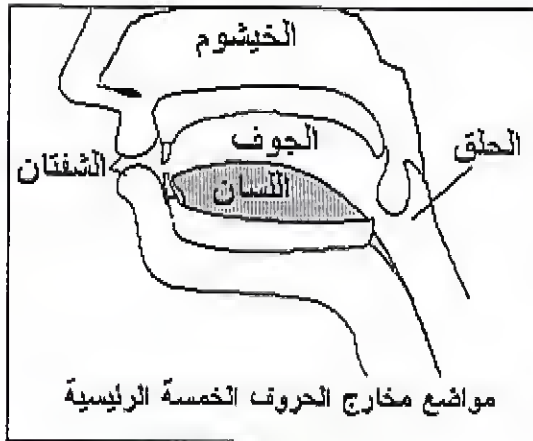 الخيشوم
الجوف
الحلق
الشفتان
اللسان
مواضع مخارج الحروف الخمسة الرئيسية